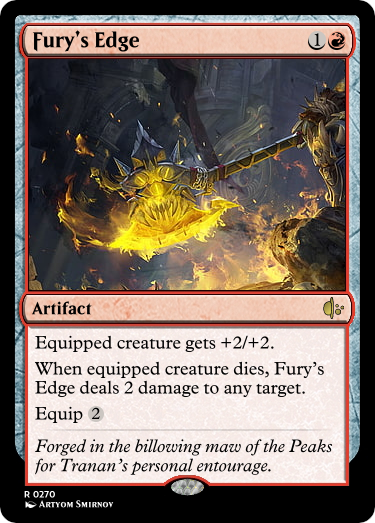 Fury's Edge 1
Artifact
Equipped creature gets +2/+2.
When equipped creature dies, Fury's
Edge deals 2 damage to any target.
Equip 2
Forged in the billowing maw of the Peaks
for Tranan's personal entourage.
R 0270
Artyom Smirnov